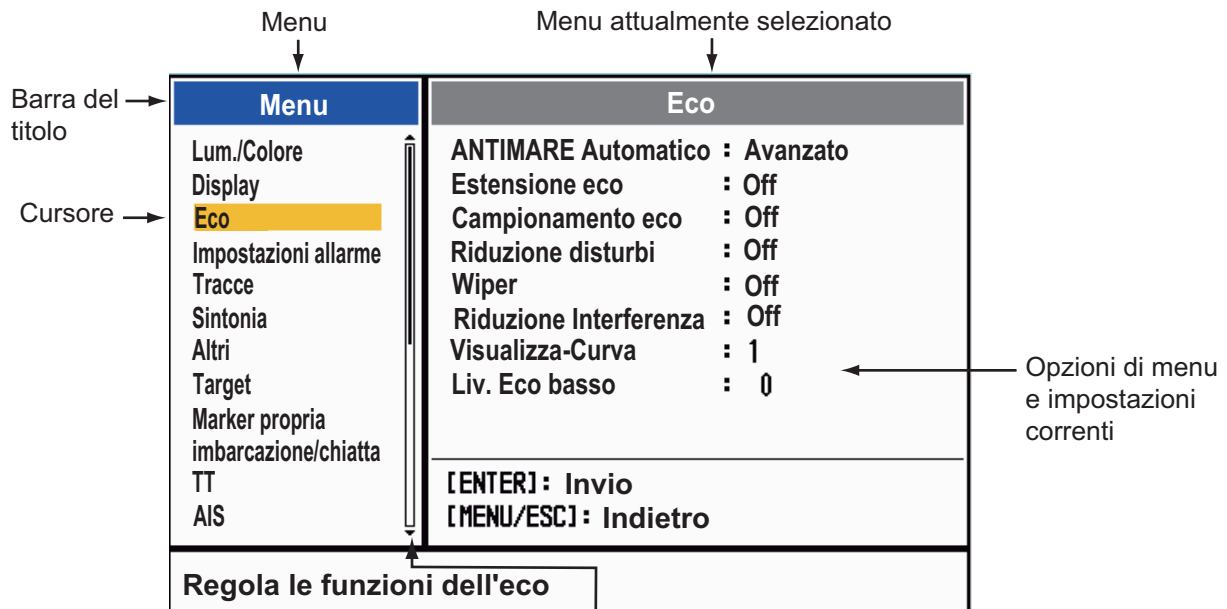 Menu
Menu attualmente selezionato
Barra del
titolo
Menu
Eco
Lum./Colore
Display
Cursore
Eco
Impostazioni allarme
Tracce
Sintonia
Altri
Target
Marker propria
imbarcazione/chiatta
TT
AIS
ANTIMARE Automatico : Avanzato
Estensione eco : Off
Campionamento eco : Off
Riduzione disturbi : Off
Wiper : Off
Riduzione Interferenza : Off
Visualizza-Curva : 1
Liv. Eco basso : 0
Opzioni di menu
e impostazioni
correnti
[ENTER]: Invio
[MENU/ESC]: Indietro
Regola le funzioni dell'eco